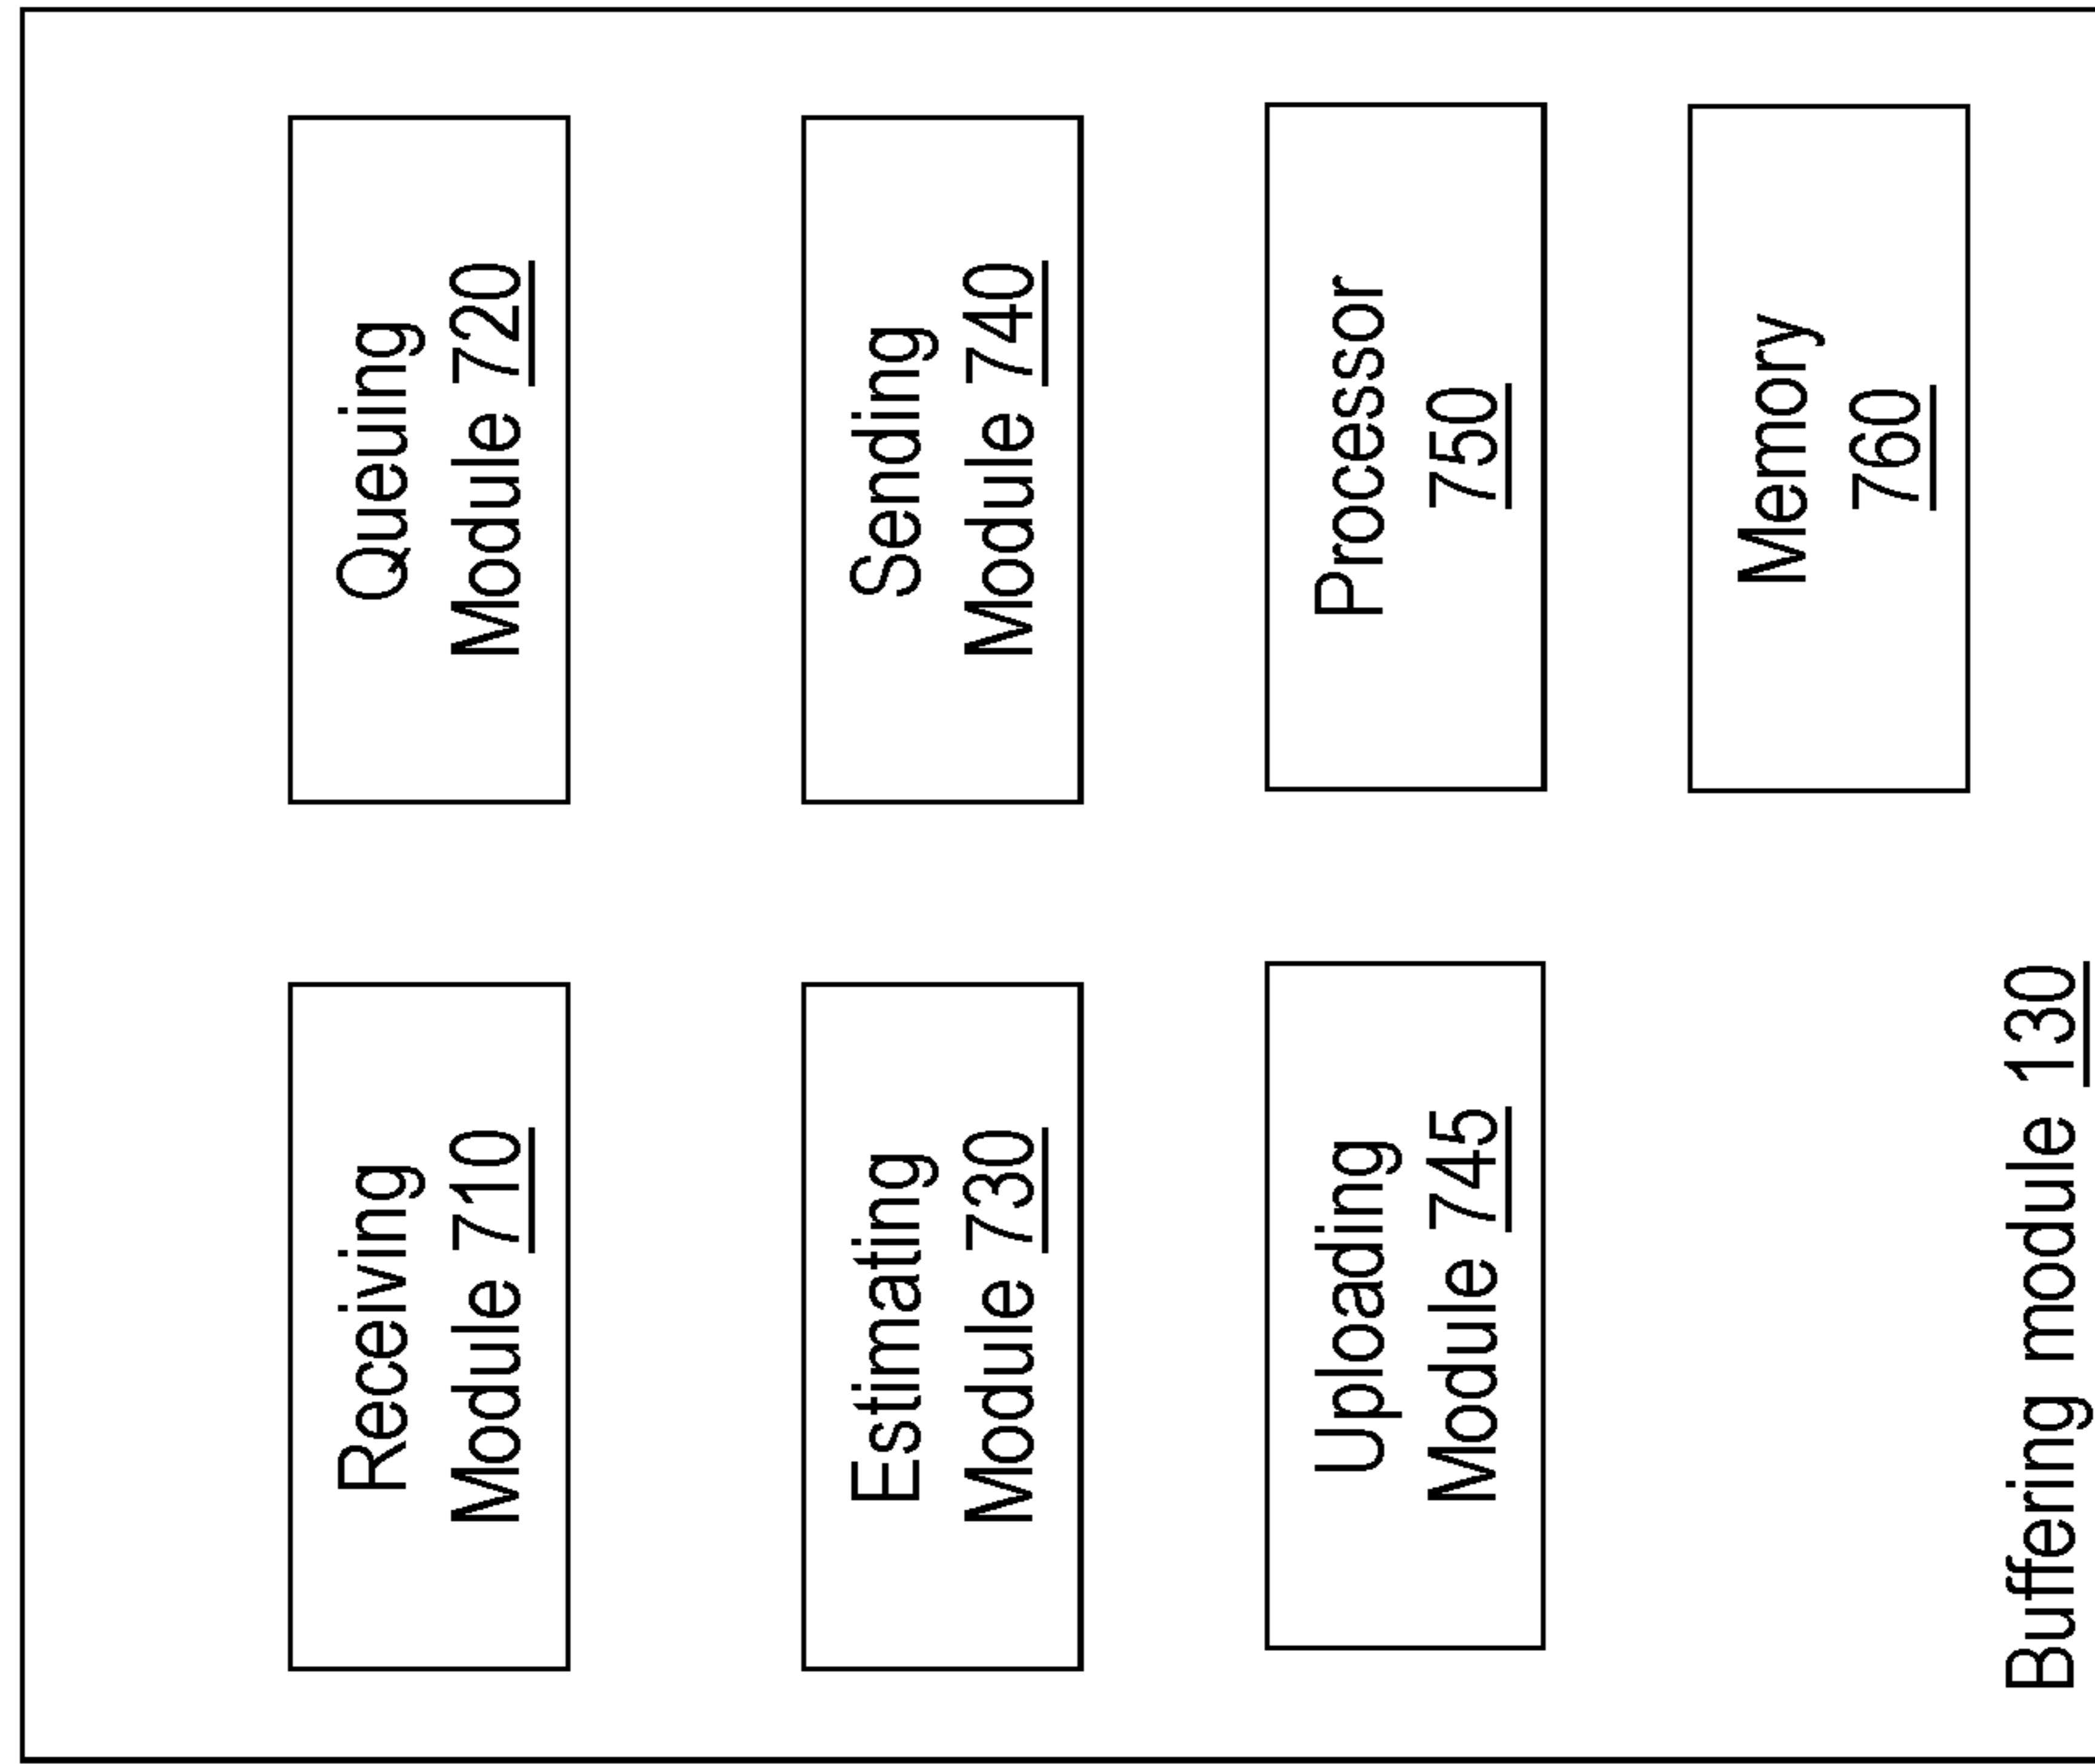 Receiving
Module 710
Queuing
Module 720
Estimating
Module 730
Sending
Module 740
Uploading
Module 745
Processor
750
Memory
760
Buffering module 130